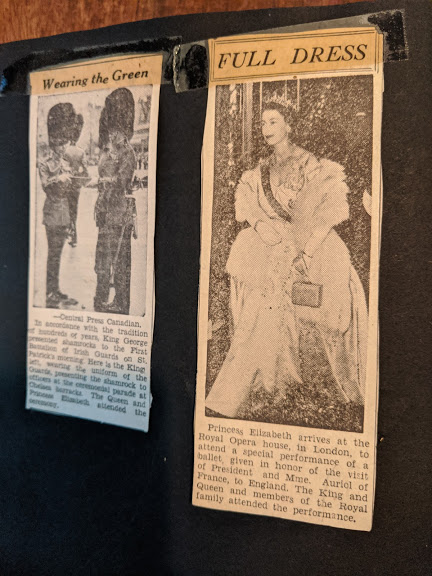 Wearing the Green
—Central Press Canadian.
In accordance with the tradition
of hundreds of years, King George
presented shamrocks to the First
Battalion of Irish Guards on St.
Patrick's morning. Here is the King
left, wearing the uniform of the
Guards, presenting the shamrock to
officers at the ceremonial parade at
Chelsea barracks. The Queen and
Princess Elizabeth attended the
ceremony.
FULL DRESS
Princess Elizabeth arrives at the
Royal Opera house, in London, to
attend a special performance of a
ballet, given in honor of the visit
of President and Mme. Auriol of
France, to England. The King and
Queen and members of the Royal
family attended the performance.